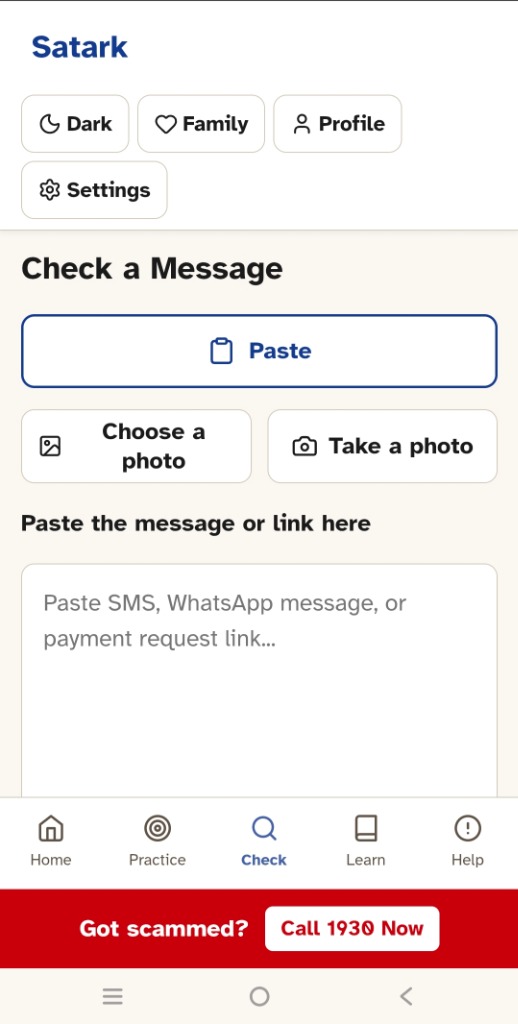 Satark
Dark
Family
Profile
Settings
Check a Message
Paste
Choose a
photo
Take a photo
Paste the message or link here
Paste SMS, WhatsApp message, or
payment request link...
Home
Practice
Check
Learn
Help
Got scammed?
Call 1930 Now